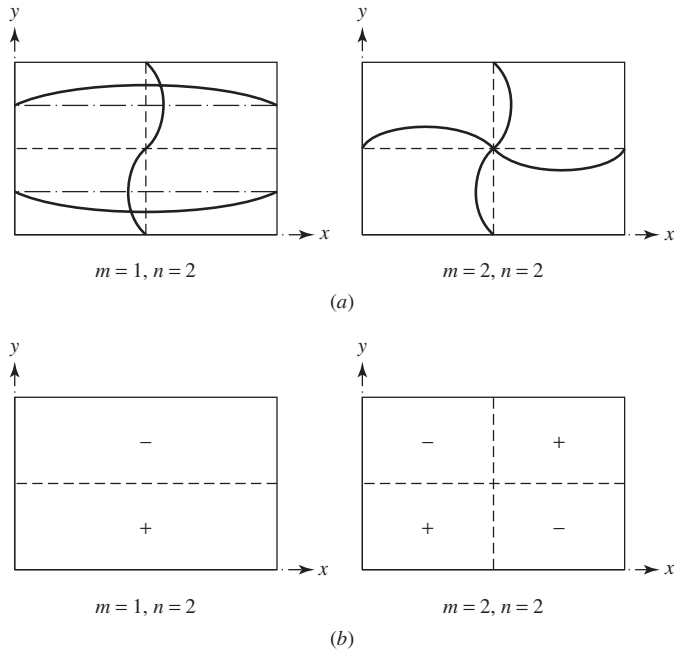 y
y
x
x
m = 1, n = 2
m = 2, n = 2
(a)
y
y
−
−
+
+
+
−
x
x
m = 1, n = 2
m = 2, n = 2
(b)